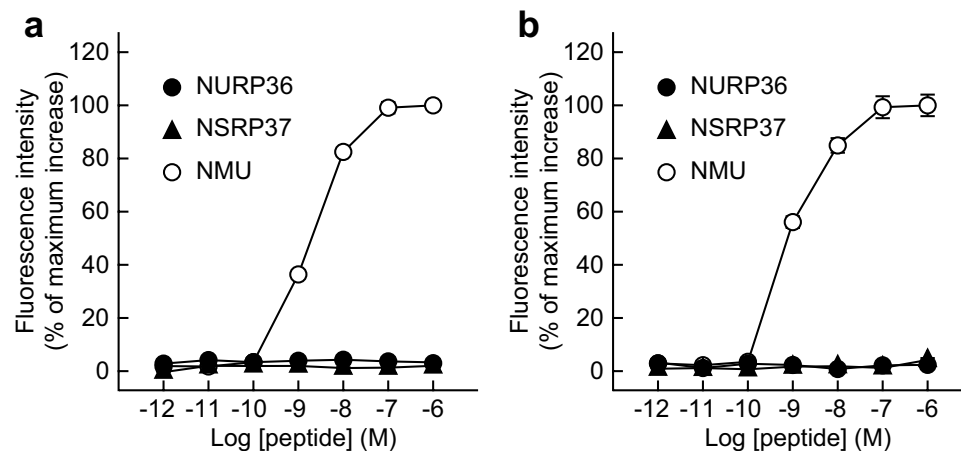 a
120
100
80
60
40
20
0
Fluorescence intensity
(% of maximum increase)
NURP36
NSRP37
NMU
-12 -11 -10 -9 -8 -7 -6
Log [peptide] (M)
b
120
100
80
60
40
20
0
Fluorescence intensity
(% of maximum increase)
NURP36
NSRP37
NMU
-12 -11 -10 -9 -8 -7 -6
Log [peptide] (M)